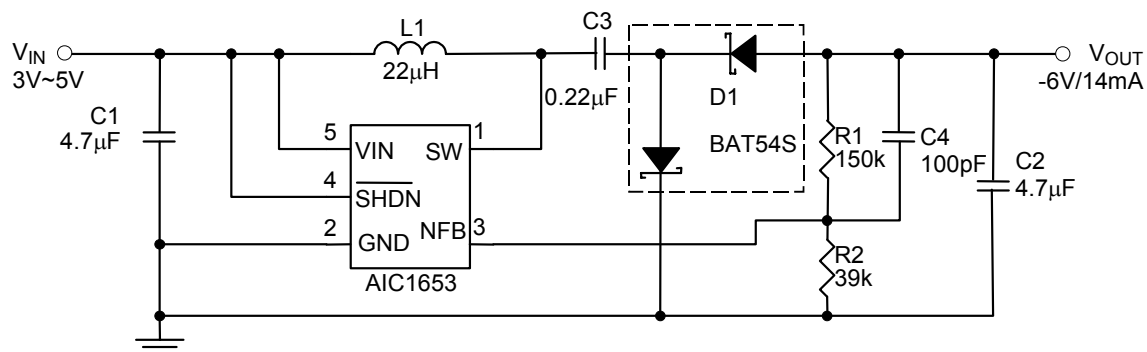 VIN
3V~5V
C1
4.7μF
L1
22μH
C3
0.22μF
D1
BAT54S
VOUT
-6V/14mA
R1
150k
C4
100pF
C2
4.7μF
R2
39k
5
VIN
SW
1
4
SHDN
2
GND
NFB
3
AIC1653